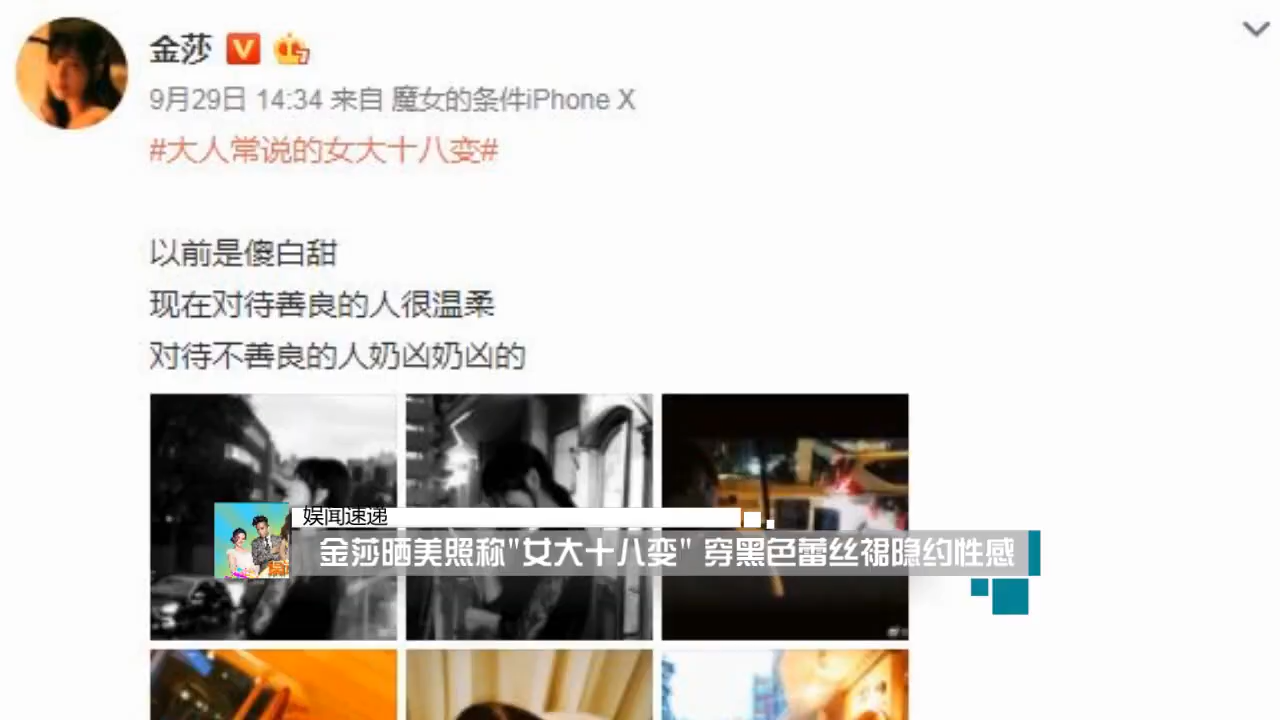 金莎
9月29日 14:34 来自 魔女的条件iPhone X
#大人常说的女大十八变#
以前是傻白甜
现在对待善良的人很温柔
对待不善良的人奶凶奶凶的
娱闻速递
金莎晒美照称"女大十八变" 穿黑色蕾丝裙隐约性感